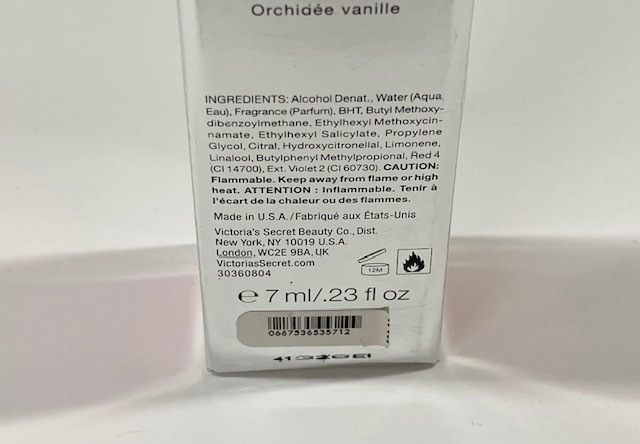 Orchidée vanille
INGREDIENTS: Alcohol Denat., Water (Aqua,
Eau), Fragrance (Parfum), BHT, Butyl Methoxy-
dibenzoylmethane, Ethylhexyl Methoxycin-
namate, Ethylhexyl Salicylate, Propylene
Glycol, Citral, Hydroxycitronellal, Limonene,
Linalool, Butylphenyl Methylpropional, Red 4
(CI 14700), Ext. Violet 2 (CI 60730). CAUTION:
Flammable. Keep away from flame or high
heat. ATTENTION : Inflammable. Tenir à
l'écart de la chaleur ou des flammes.
Made in U.S.A./Fabriqué aux États-Unis
Victoria's Secret Beauty Co., Dist.
New York, NY 10019 U.S.A.
London, WC2E 9BA, UK
VictoriasSecret.com
30360804
12M
℮ 7 ml/.23 fl oz
0667536535712